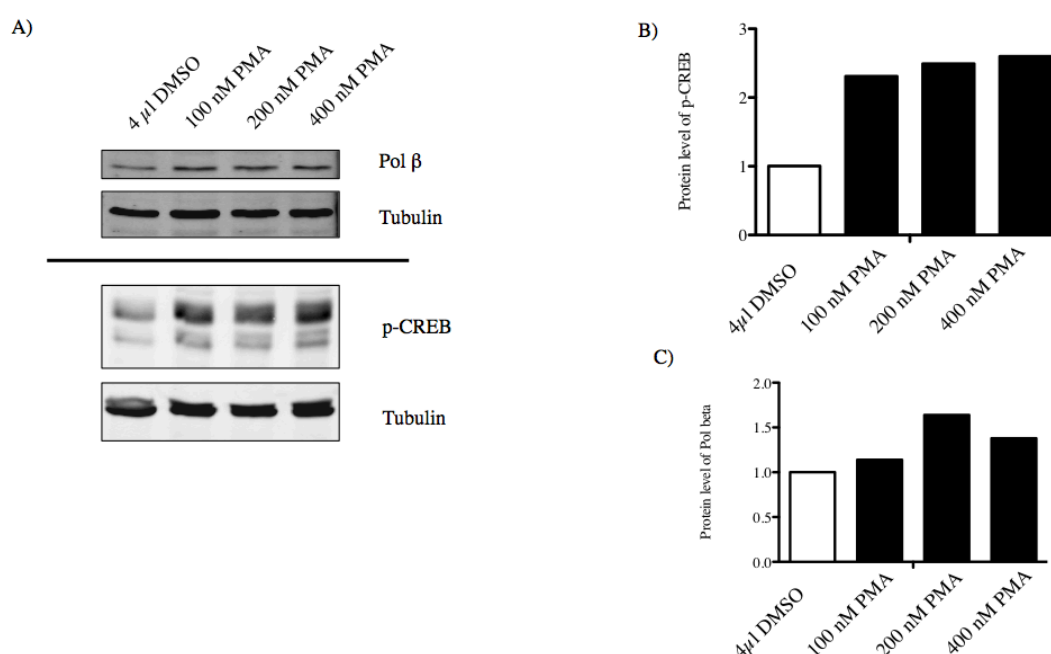 A)
4 µl DMSO
100 nM PMA
200 nM PMA
400 nM PMA
Pol β
Tubulin
p-CREB
Tubulin
B)
Protein level of p-CREB
3
2
1
0
4µl DMSO
100 nM PMA
200 nM PMA
400 nM PMA
C)
Protein level of Pol beta
2.0
1.5
1.0
0.5
0.0
4µl DMSO
100 nM PMA
200 nM PMA
400 nM PMA